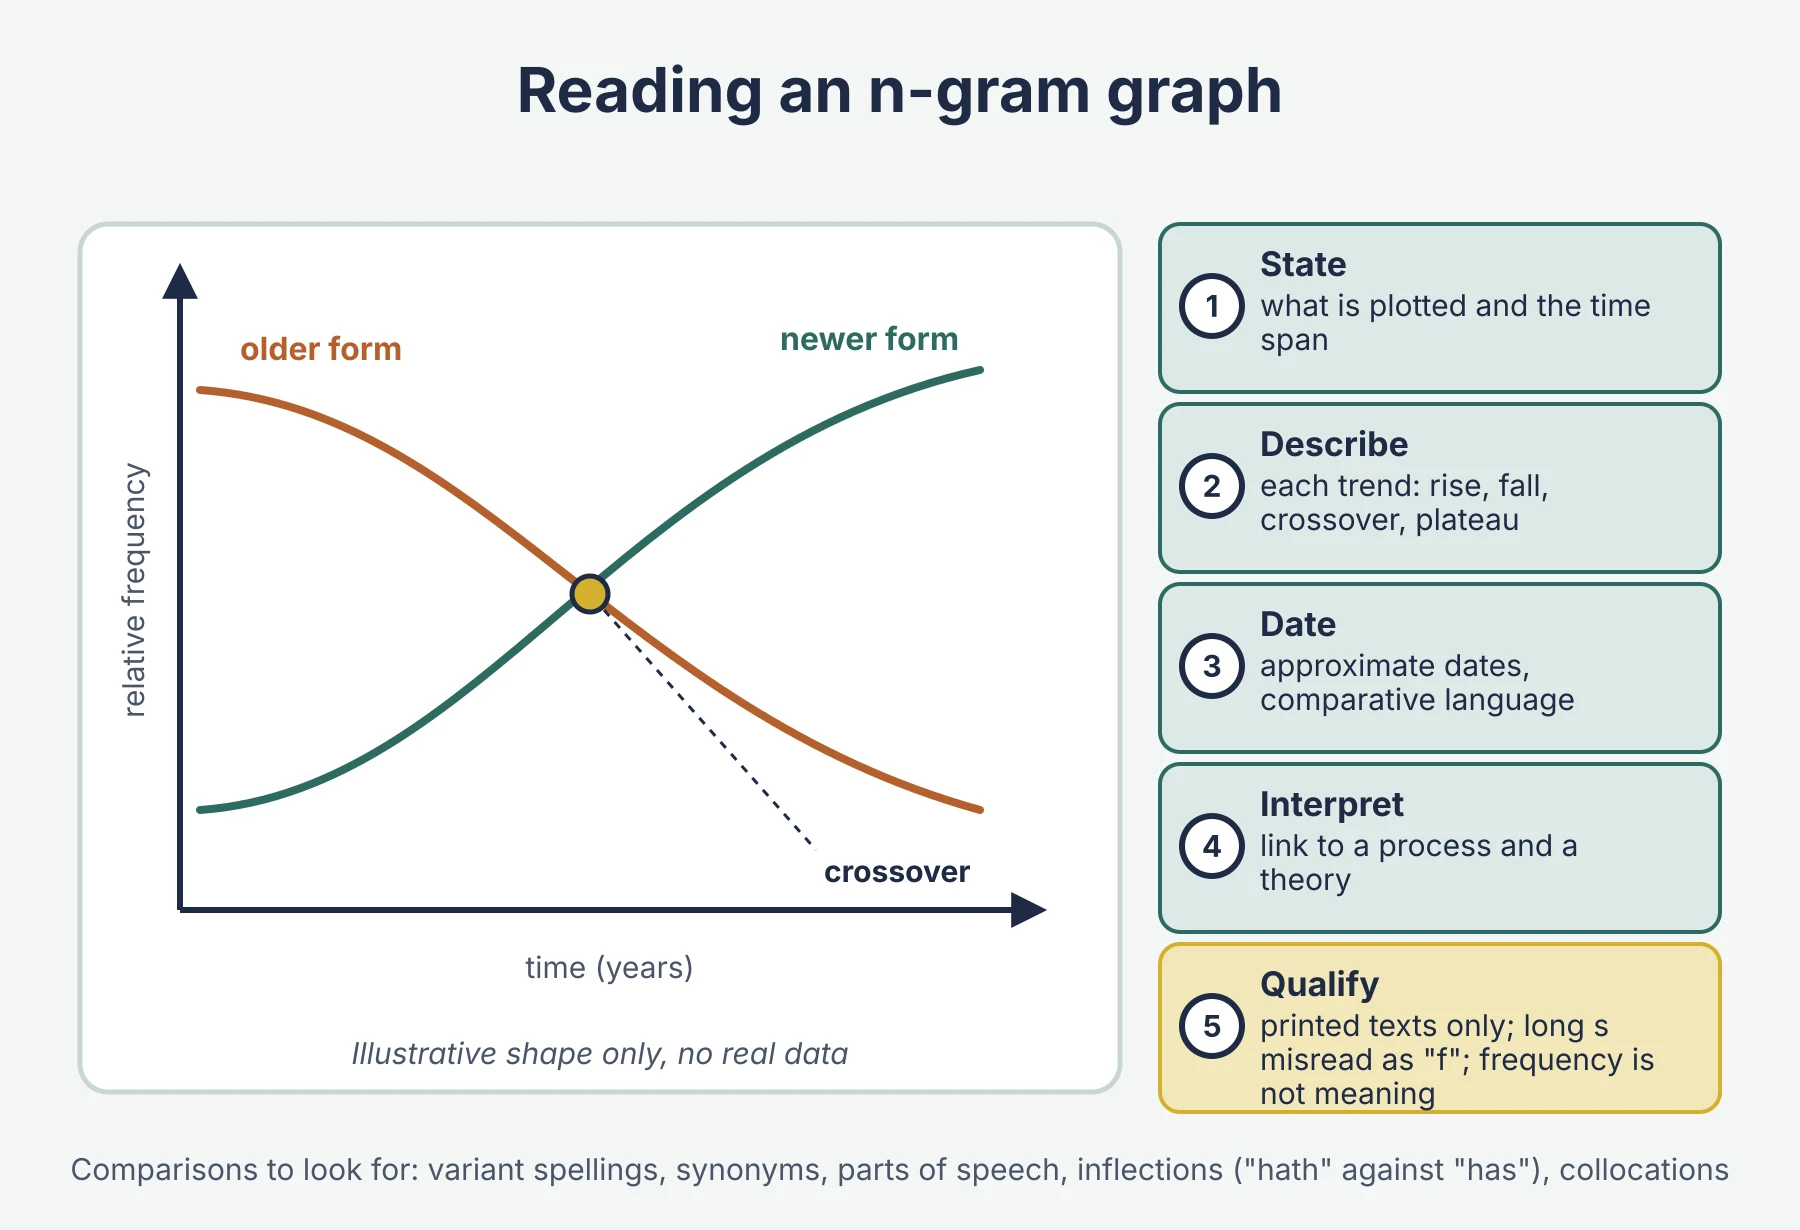 Reading an n-gram graph
older form
newer form
relative frequency
crossover
time (years)
Illustrative shape only, no real data
1
State
what is plotted and the time
span
2
Describe
each trend: rise, fall,
crossover, plateau
3
Date
approximate dates,
comparative language
4
Interpret
link to a process and a
theory
5
Qualify
printed texts only; long s
misread as "f"; frequency is
not meaning
Comparisons to look for: variant spellings, synonyms, parts of speech, inflections ("hath" against "has"), collocations